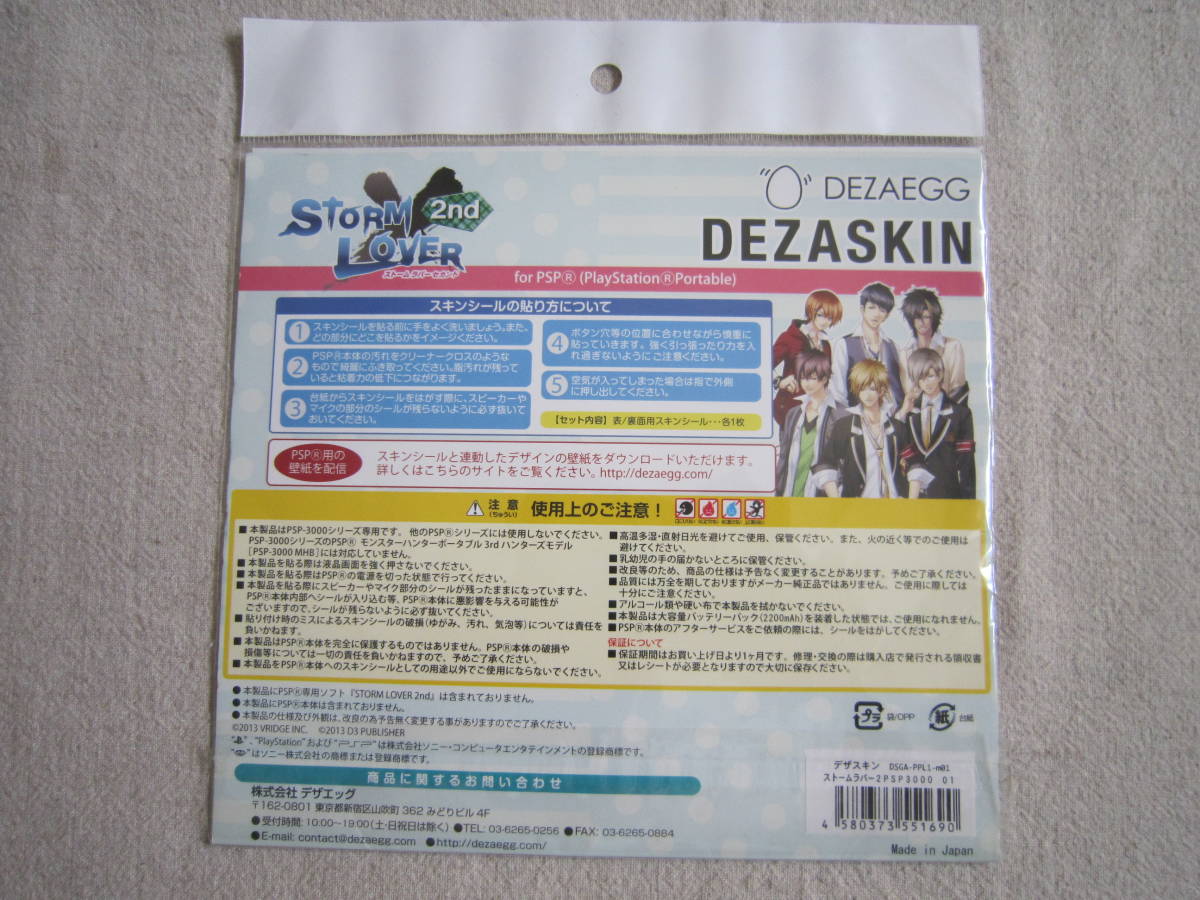 STORM LOVER 2nd
ストームラバーセカンド
DEZAEGG
DEZASKIN
for PSP® (PlayStation®Portable)
スキンシールの貼り方について
1 スキンシールを貼る前に手をよく洗いましょう。また、
どの部分にどこを貼るかをイメージください。
2 PSP®本体の汚れをクリーナークロスのような
もので綺麗にふき取ってください。脂汚れが残って
いると粘着力の低下につながります。
3 台紙からスキンシールをはがす際に、スピーカーや
マイクの部分のシールが残らないように必ず抜いて
おいてください。
4 ボタン穴等の位置に合わせながら慎重に
貼っていきます。強く引っ張ったり力を入
れ過ぎないようにご注意ください。
5 空気が入ってしまった場合は指で外側
に押し出してください。
【セット内容】表/裏面用スキンシール・・・各1枚
PSP®用の
壁紙を配信
スキンシールと連動したデザインの壁紙をダウンロードいただけます。
詳しくはこちらのサイトをご覧ください。http://dezaegg.com/
注意
(ちゅうい)
使用上のご注意!
■本製品はPSP-3000シリーズ専用です。他のPSP®シリーズには使用しないでください。
PSP-3000シリーズのPSP® モンスターハンターポータブル 3rd ハンターズモデル
[PSP-3000 MHB]には対応していません。
■本製品を貼る際は液晶画面を強く押さないでください。
■本製品を貼る際はPSP®の電源を切った状態で行ってください。
■本製品を貼る際にスピーカーやマイク部分のシールが残ったままになっていますと、
PSP®本体内部へシールが入り込む等、PSP®本体に悪影響を与える可能性が
ございますので、シールが残らないように必ず抜いてください。
■貼り付け時のミスによるスキンシールの破損(ゆがみ、汚れ、気泡等)については責任を
負いかねます。
■本製品はPSP®本体を完全に保護するものではありません。PSP®本体の破損や
損傷等については一切の責任を負いかねますので、予めご了承ください。
■本製品をPSP®本体へのスキンシールとしての用途以外でご使用にならないでください。
■高温多湿・直射日光を避けてご使用、保管ください。また、火の近く等でのご使用は
避けてください。
■乳幼児の手の届かないところに保管ください。
■改良等のため、商品の仕様は予告なく変更することがあります。予めご了承ください。
■品質には万全を期しておりますがメーカー純正品ではありません。ご使用に際しては
十分にご注意ください。
■アルコール類や硬い布で本製品を拭かないでください。
■本製品は大容量バッテリーパック(2200mAh)を装着した状態では、ご使用になれません。
■PSP®本体のアフターサービスをご依頼の際には、シールをはがしてください。
保証について
■保証期間はお買い上げ日より1ヶ月です。修理・交換の際は購入店で発行される領収書
又はレシートが必要となりますので大切に保存ください。
●本製品にPSP®専用ソフト『STORM LOVER 2nd』は含まれておりません。
●本製品にPSP®本体は含まれておりません。
●本製品の仕様及び外観は、改良の為予告無く変更する事がありますのでご了承ください。
©2013 VRIDGE INC. ©2013 D3 PUBLISHER
"、"PlayStation"および"PSP"は株式会社ソニー・コンピュータエンタテインメントの登録商標です。
"はソニー株式会社の商標または登録商標です。
プラ 袋/OPP 紙 台紙
商品に関するお問い合わせ
株式会社 デザエッグ
〒162-0801 東京都新宿区山吹町 362 みどりビル 4F
●受付時間: 10:00〜19:00(土・日祝日は除く) ●TEL: 03-6265-0256 ●FAX: 03-6265-0884
●E-mail: contact@dezaegg.com ●http://dezaegg.com/
デザスキン DSGA-PPL1-m01
ストームラバー2PSP3000 01
4 580373 551690
Made in Japan